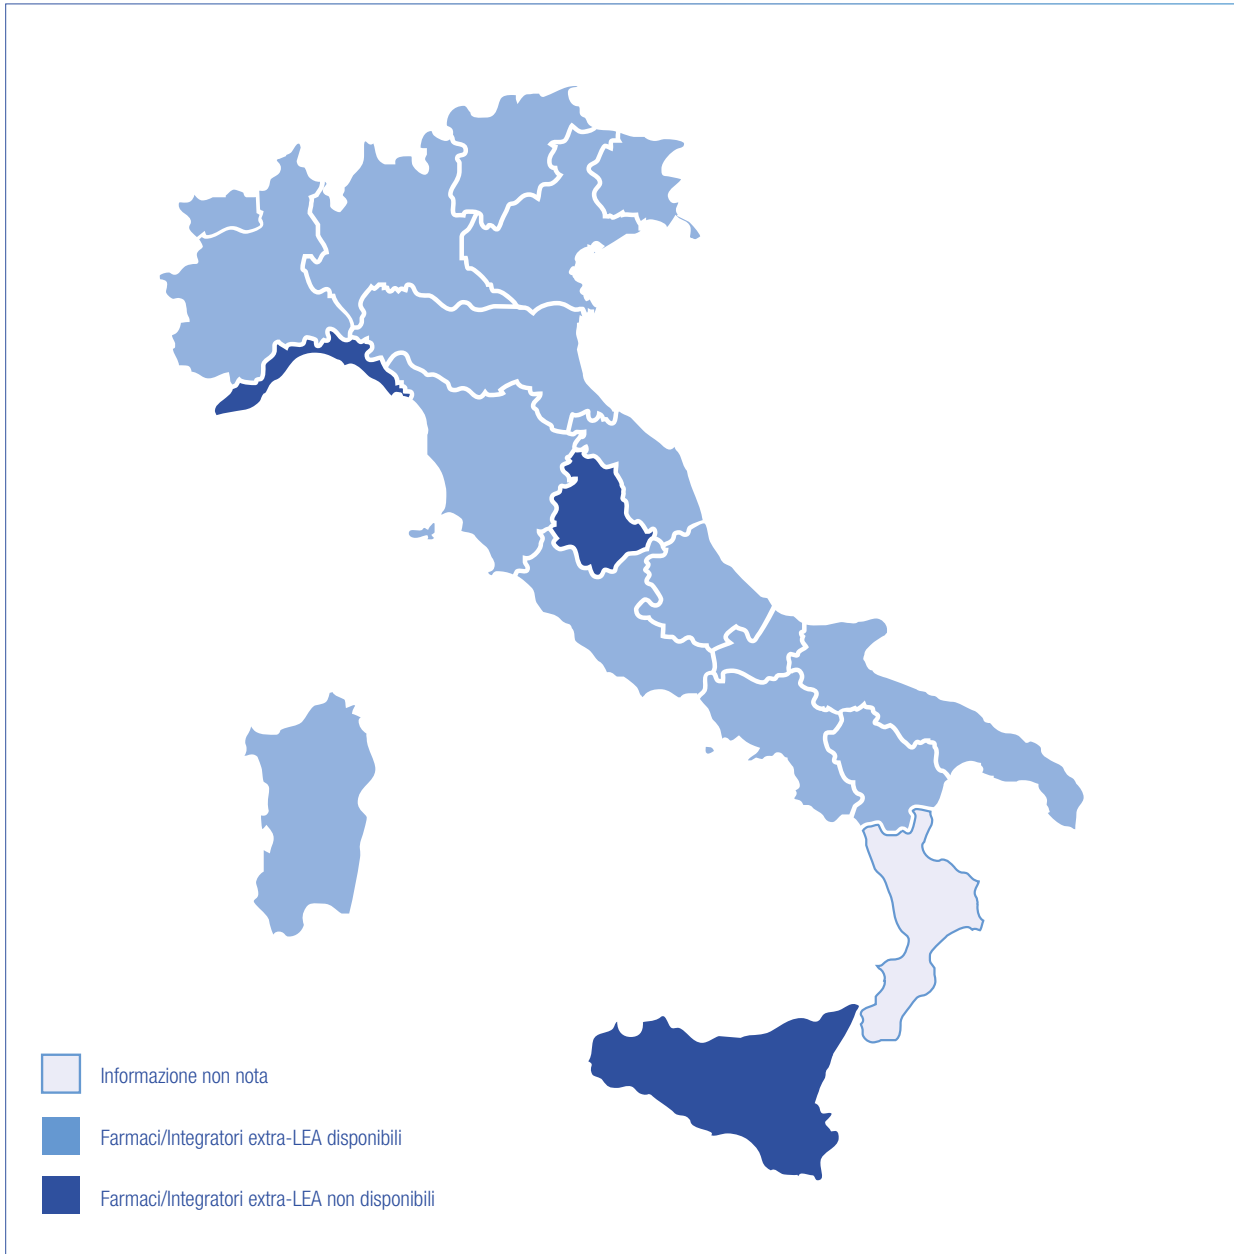 Informazione non nota
Farmaci/Integratori extra-LEA disponibili
Farmaci/Integratori extra-LEA non disponibili